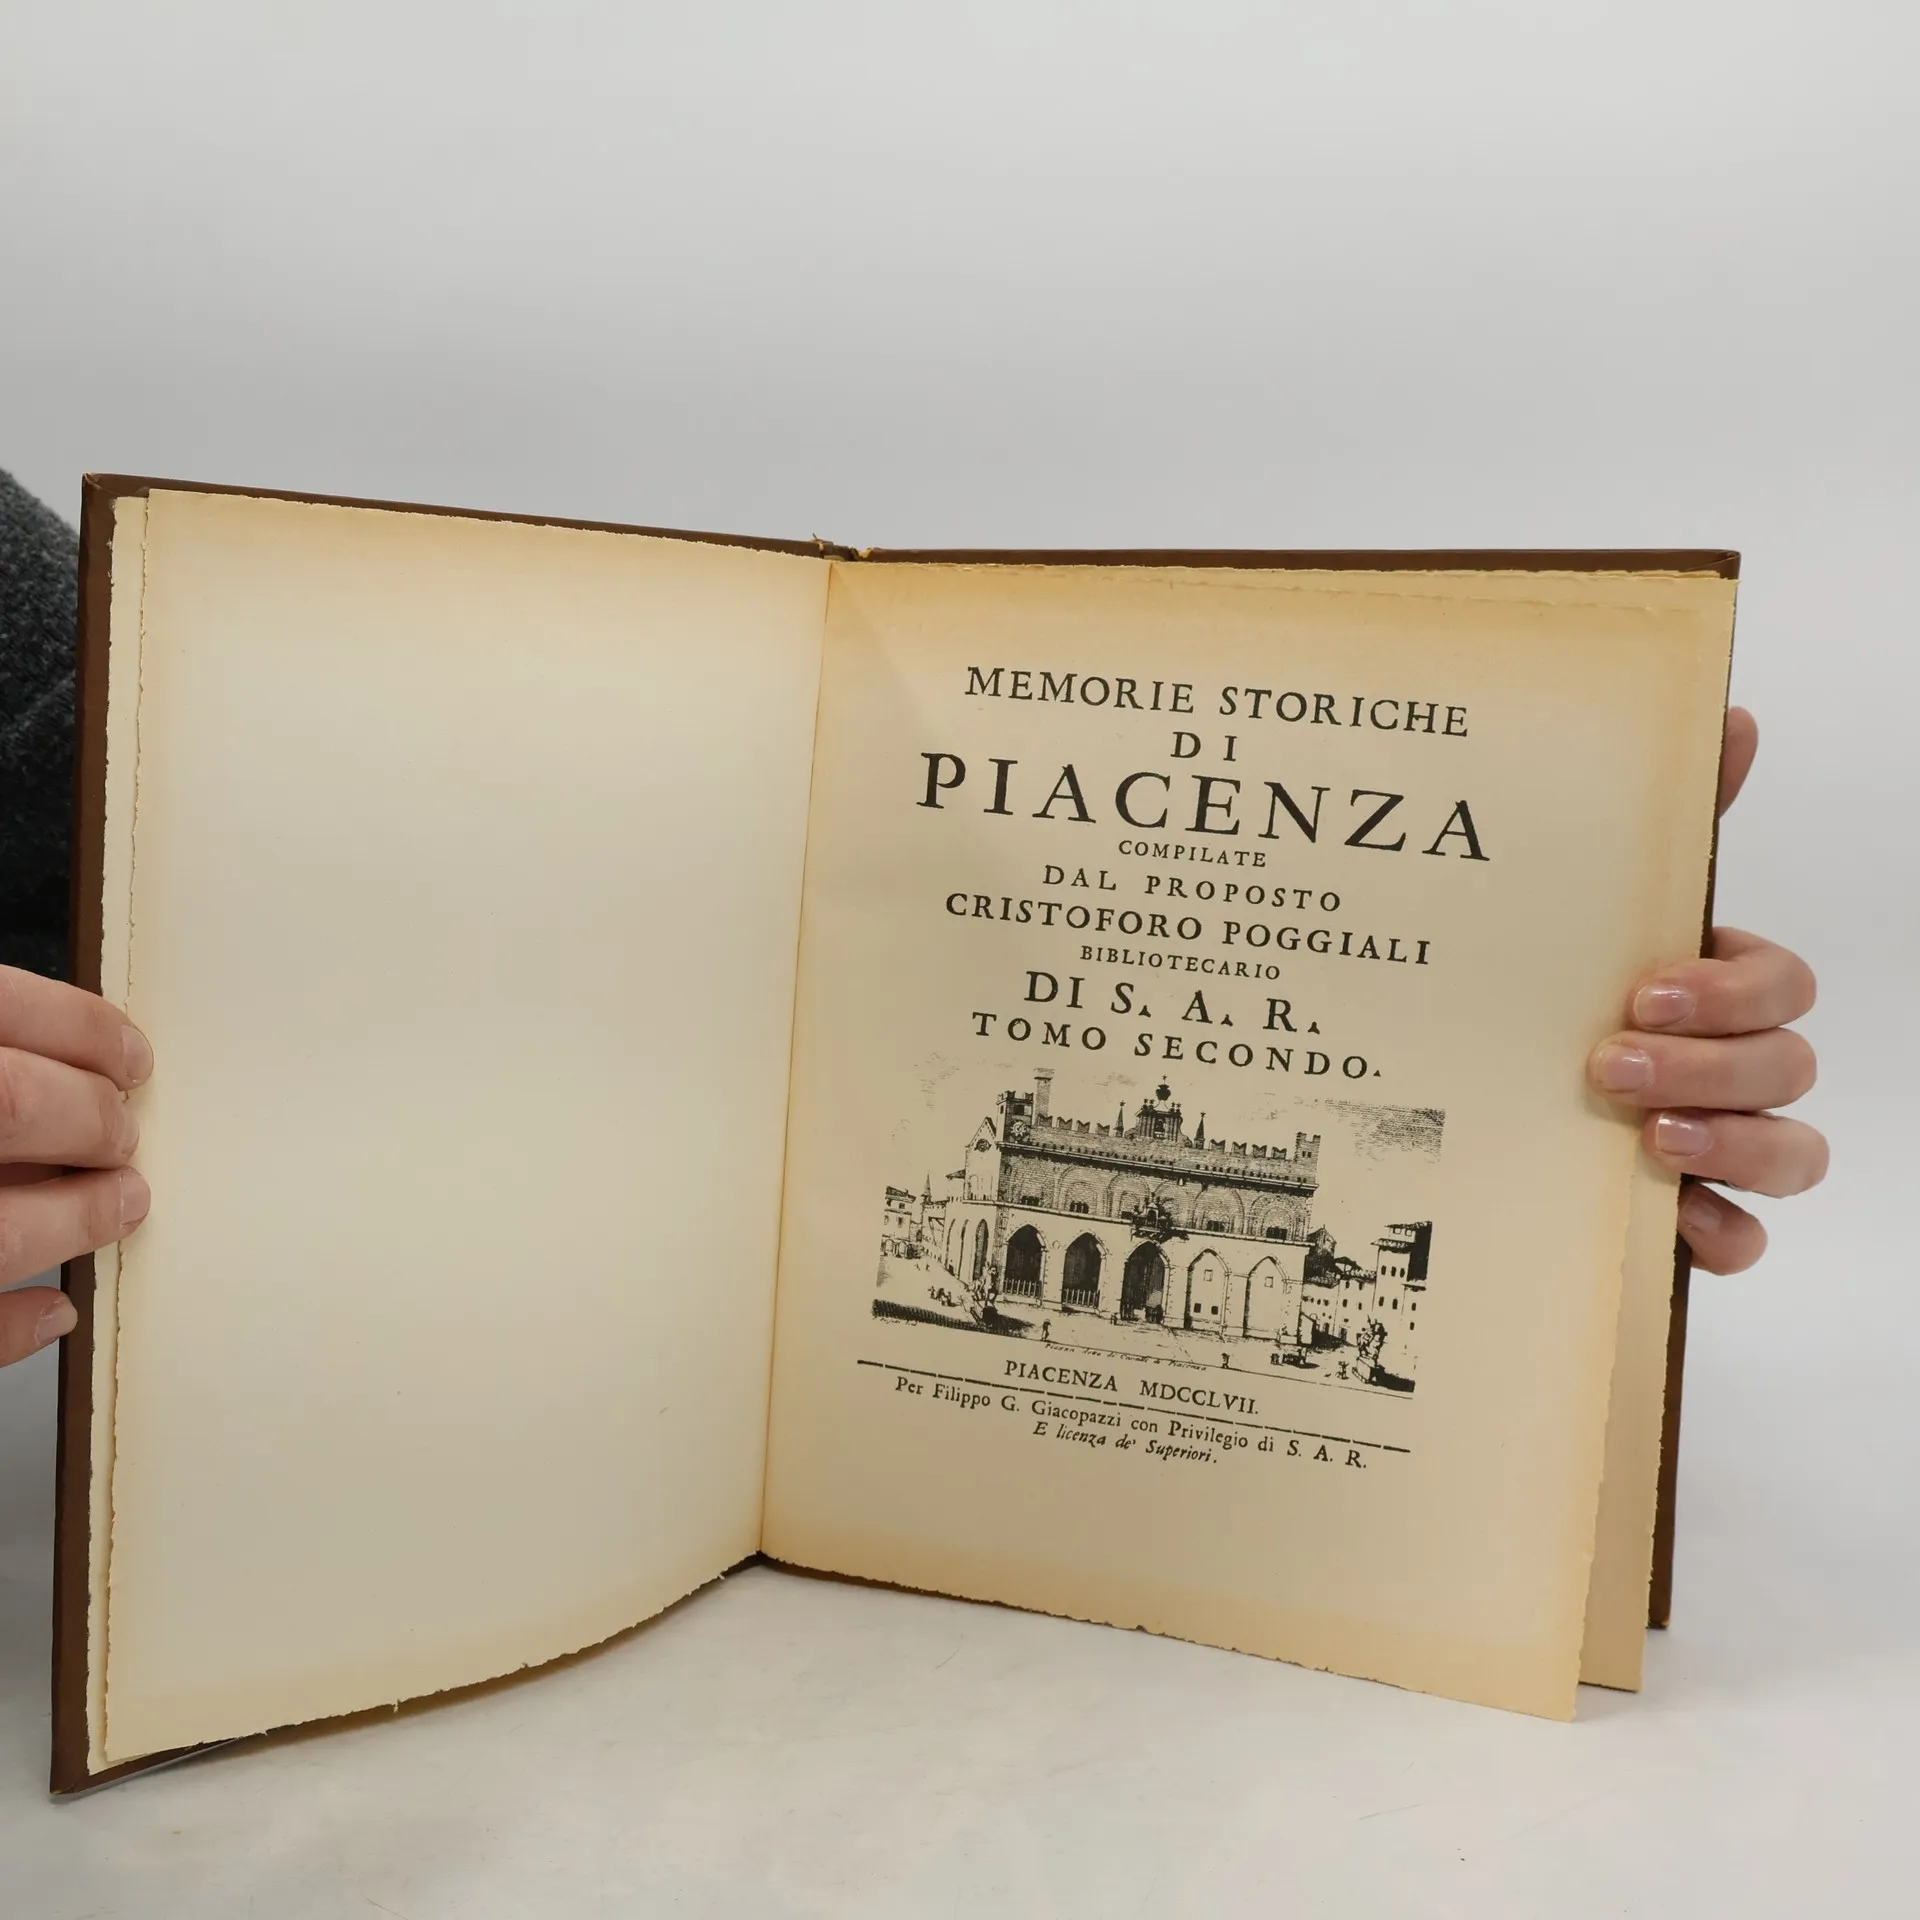 MEMORIE STORICHE
DI
PIACENZA
COMPILATE
DAL PROPOSTO
CRISTOFORO POGGIALI
BIBLIOTECARIO
DI S. A. R.
TOMO SECONDO.
PIACENZA MDCCLVII.
Per Filippo G. Giacopazzi con Privilegio di S. A. R.
E licenza de' Superiori.